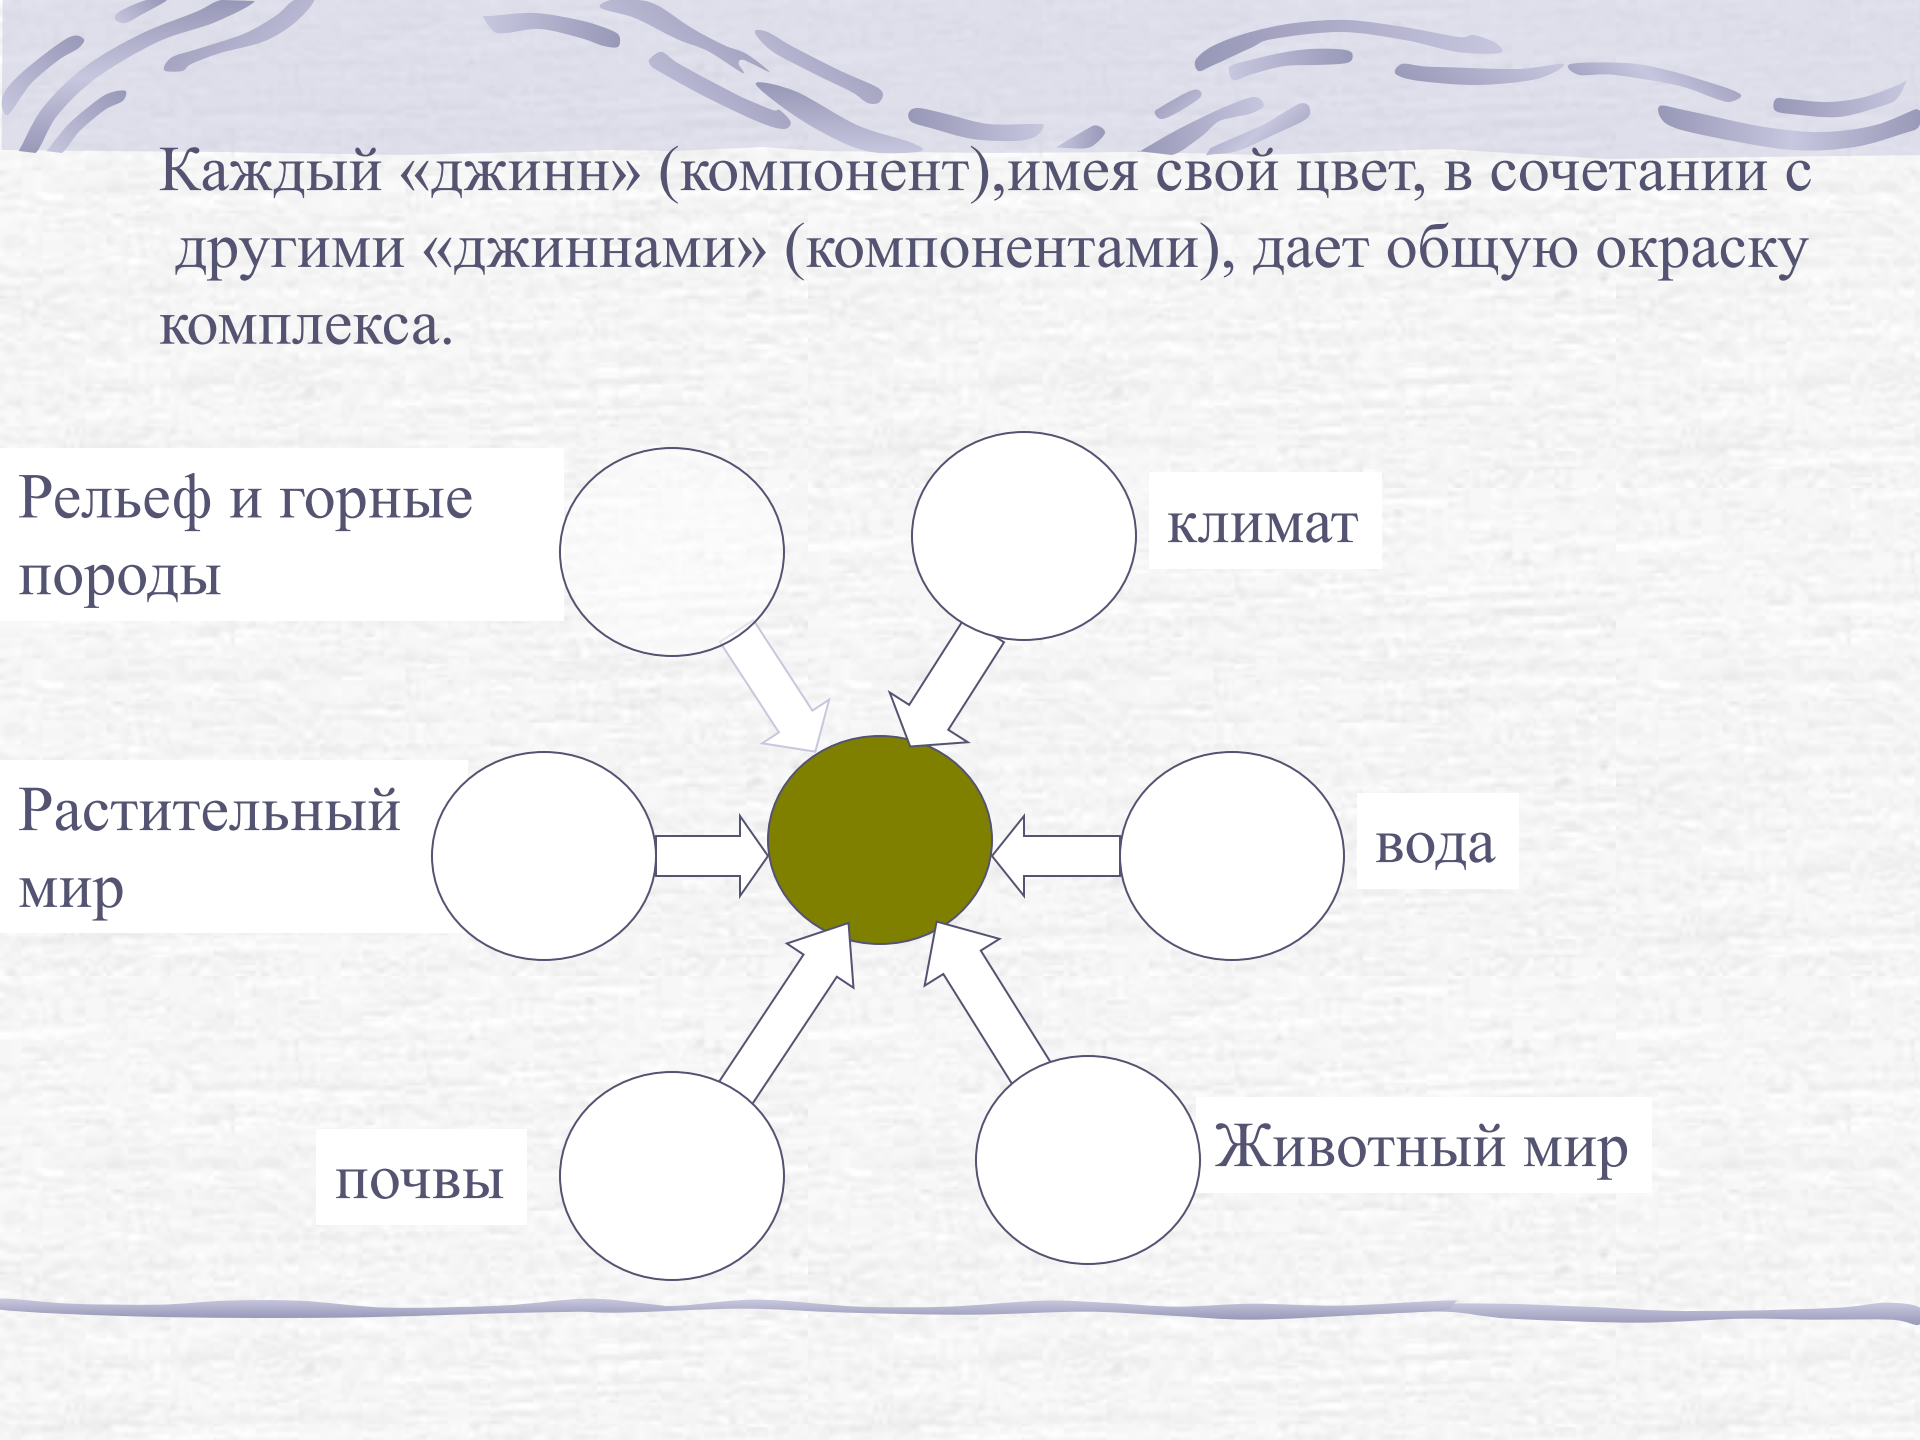 Каждый «джинн» (компонент),имея свой цвет, в сочетании с
другими «джиннами» (компонентами), дает общую окраску
комплекса.
Рельеф и горные
породы
климат
Растительный
мир
вода
почвы
Животный мир